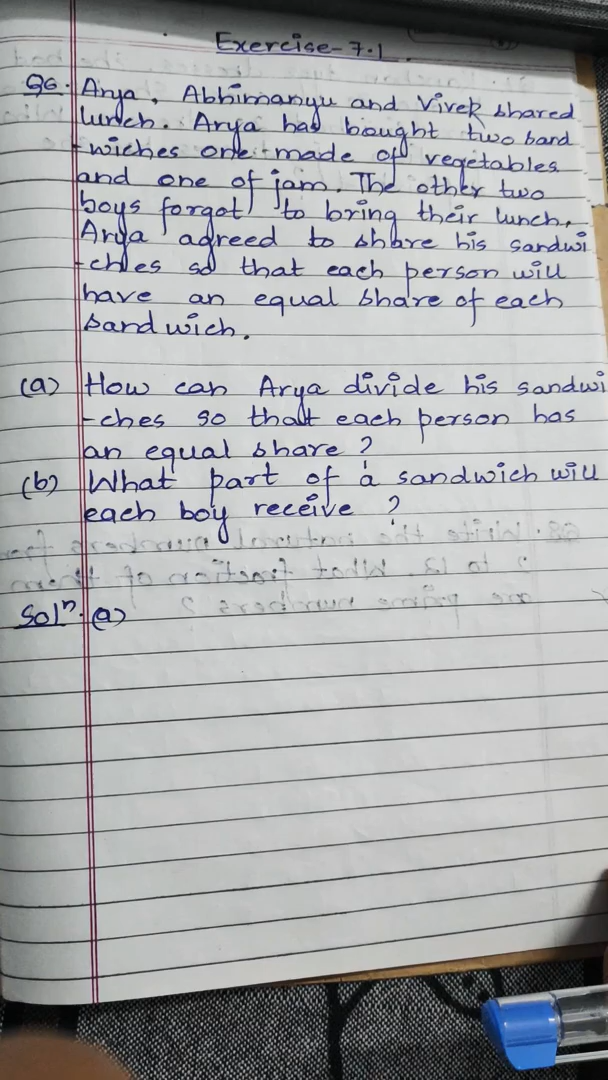 Exercise-7.1
Q6. Arya, Abhimanyu and Vivek shared
lunch. Arya has bought two sand
-wiches one made of vegetables
and one of jam. The other two
boys forgot to bring their lunch.
Arya agreed to share his sandwi
-ches so that each person will
have an equal share of each
sandwich.
(a) How can Arya divide his sandwi
-ches so that each person has
an equal share ?
(b) What part of a sandwich will
each boy receive ?
Solⁿ. (a)